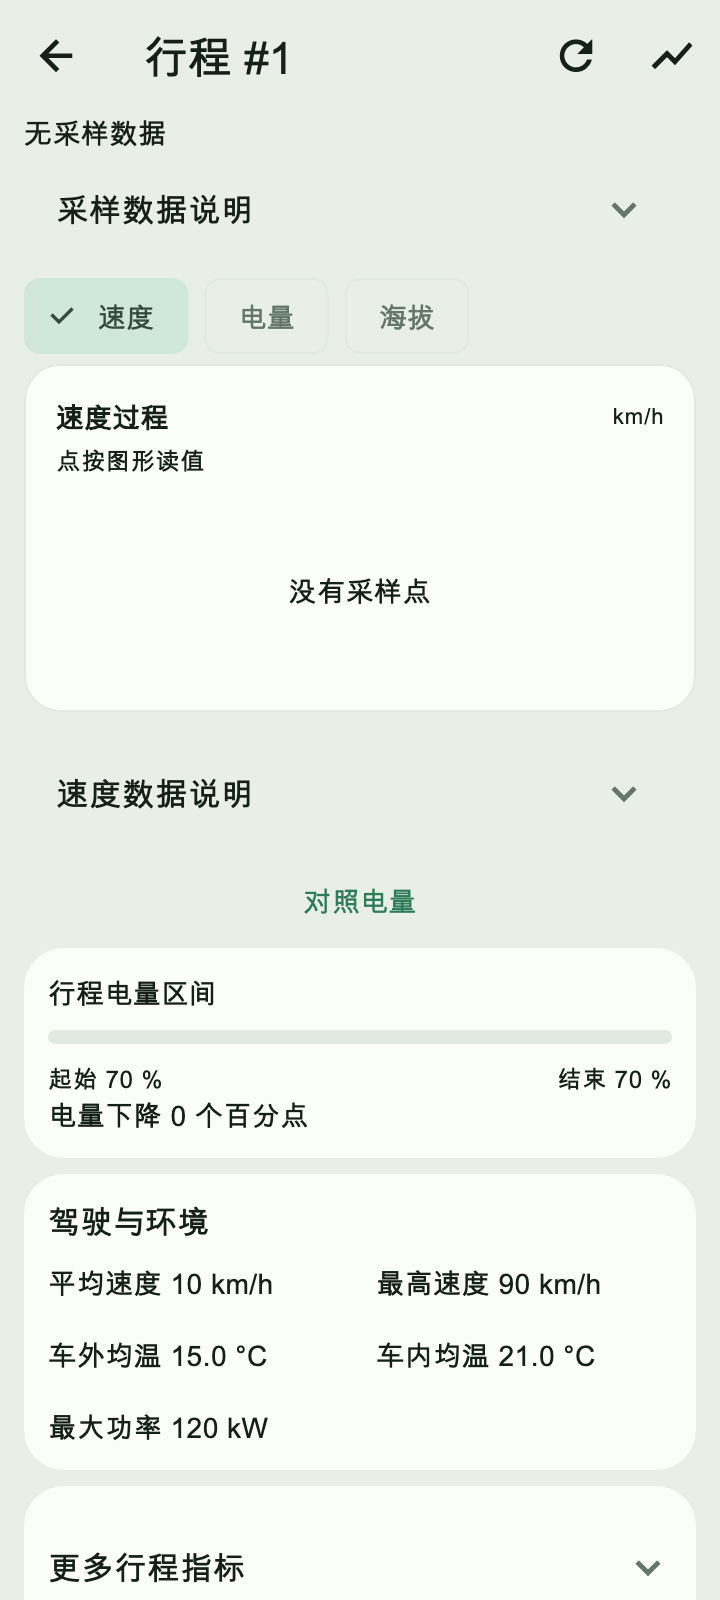 行程 #1
无采样数据
采样数据说明
速度 电量 海拔
速度过程 km/h
点按图形读值
没有采样点
速度数据说明
对照电量
行程电量区间
起始 70 % 结束 70 %
电量下降 0 个百分点
驾驶与环境
平均速度 10 km/h 最高速度 90 km/h
车外均温 15.0 °C 车内均温 21.0 °C
最大功率 120 kW
更多行程指标